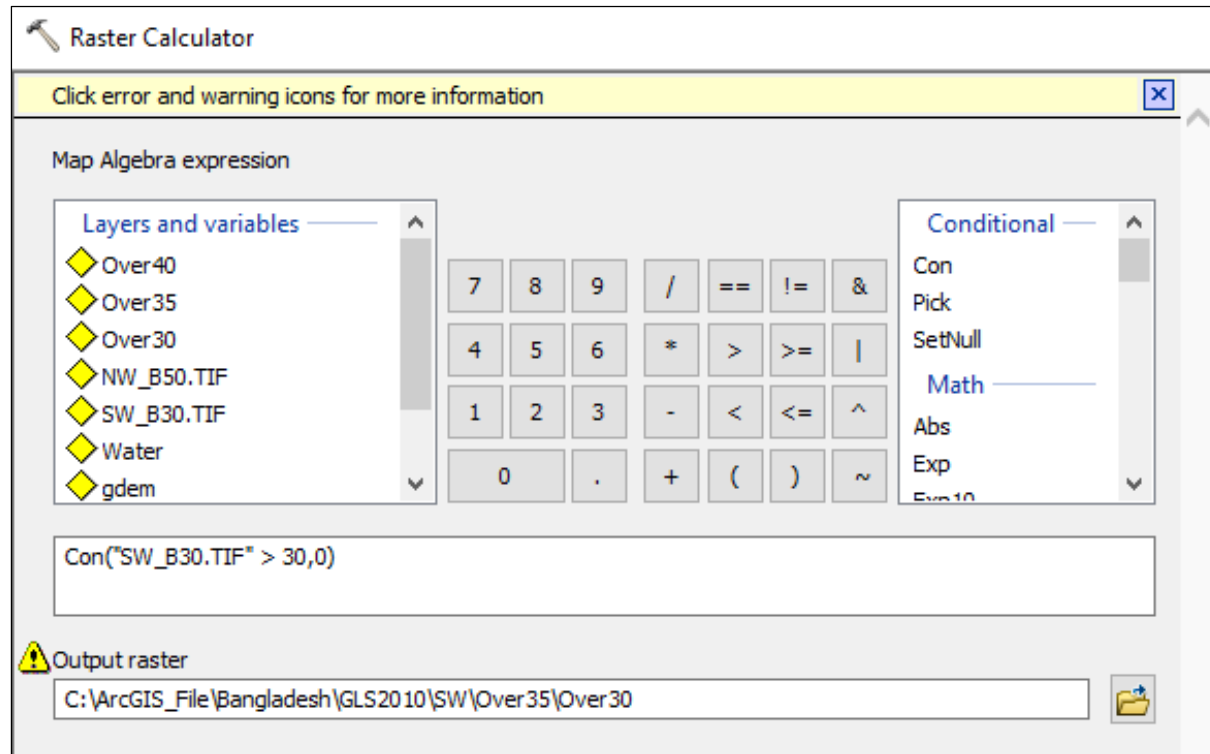 Raster Calculator
Click error and warning icons for more information
Map Algebra expression
Layers and variables
Over40
Over35
Over30
NW_B50.TIF
SW_B30.TIF
Water
gdem
7 8 9 / == != &
4 5 6 * > >= |
1 2 3 - < <= ^
0 . + ( ) ~
Conditional
Con
Pick
SetNull
Math
Abs
Exp
Exp10
Con("SW_B30.TIF" > 30,0)
Output raster
C:\ArcGIS_File\Bangladesh\GLS2010\SW\Over35\Over30